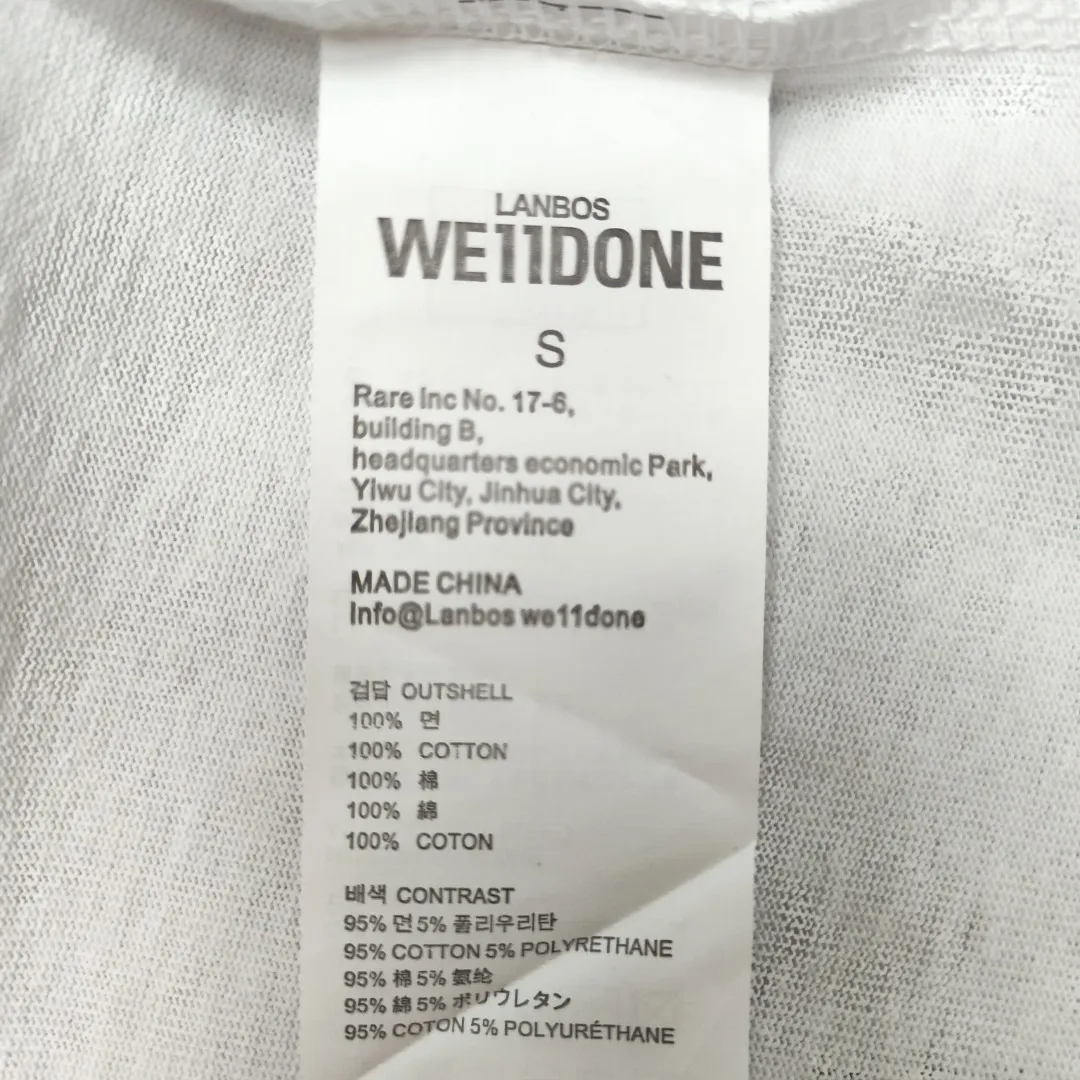 LANBOS
WE11DONE
S
Rare Inc No. 17-6,
building B,
headquarters economic Park,
Yiwu City, Jinhua City,
Zhejiang Province
MADE CHINA
Info@Lanbos we11done
겁답 OUTSHELL
100% 면
100% COTTON
100% 棉
100% 綿
100% COTON
배색 CONTRAST
95% 면 5% 폴리우리탄
95% COTTON 5% POLYRETHANE
95% 棉 5% 氨纶
95% 綿 5% ポリウレタン
95% COTON 5% POLYURÉTHANE